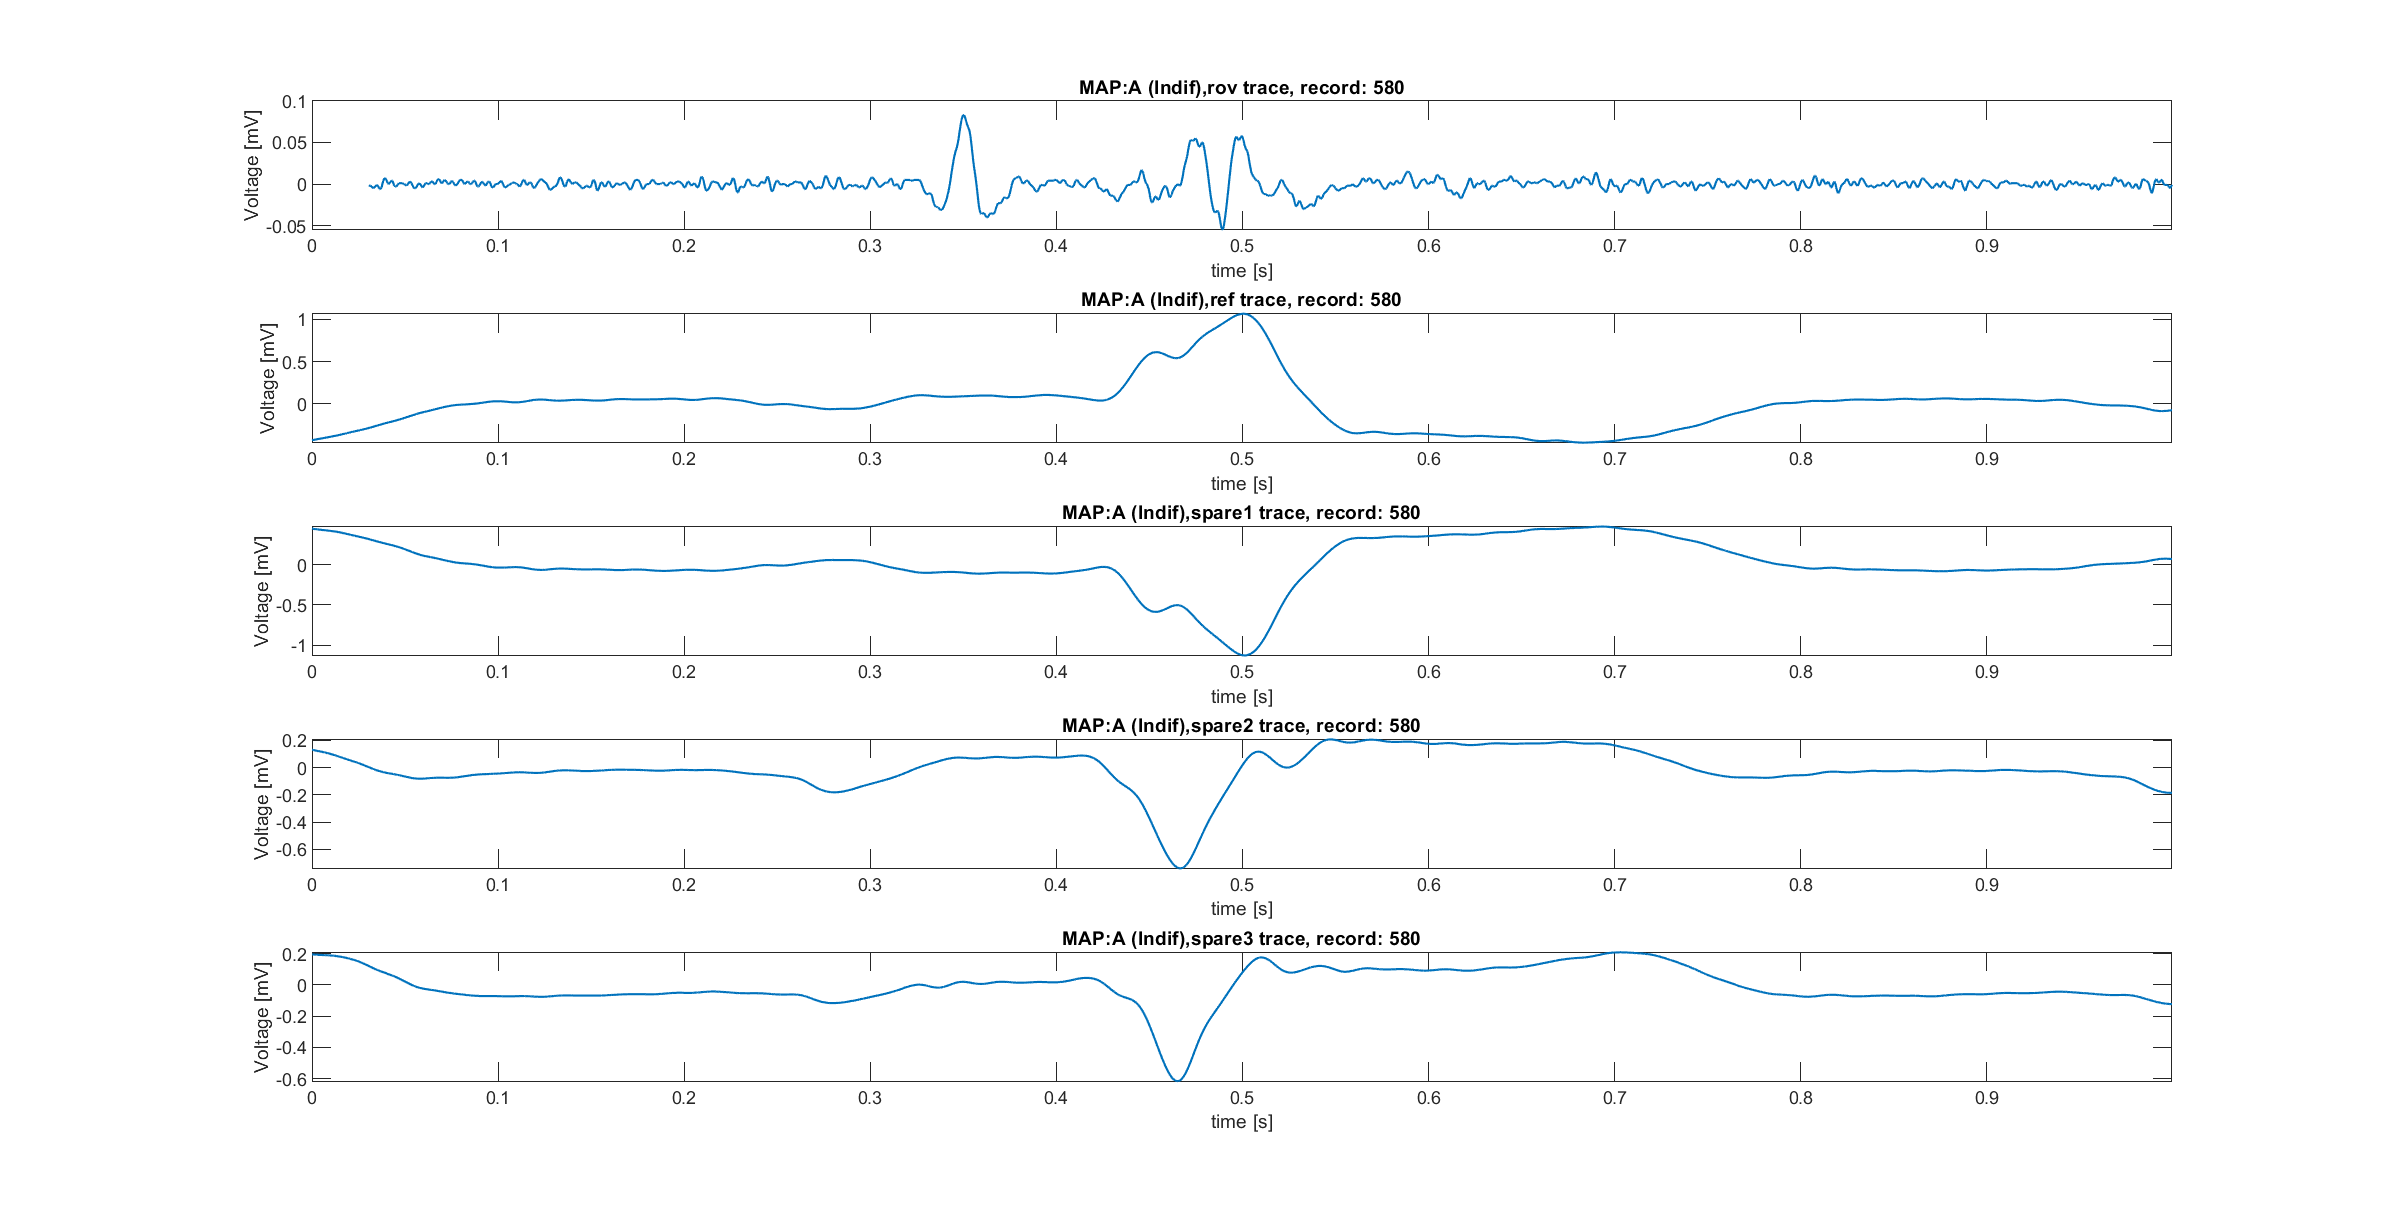 MAP:A (Indif),rov trace, record: 580
Voltage [mV]
0.1
0.05
0
-0.05
0 0.1 0.2 0.3 0.4 0.5 0.6 0.7 0.8 0.9
time [s]
MAP:A (Indif),ref trace, record: 580
Voltage [mV]
1
0.5
0
0 0.1 0.2 0.3 0.4 0.5 0.6 0.7 0.8 0.9
time [s]
MAP:A (Indif),spare1 trace, record: 580
Voltage [mV]
0
-0.5
-1
0 0.1 0.2 0.3 0.4 0.5 0.6 0.7 0.8 0.9
time [s]
MAP:A (Indif),spare2 trace, record: 580
Voltage [mV]
0.2
0
-0.2
-0.4
-0.6
0 0.1 0.2 0.3 0.4 0.5 0.6 0.7 0.8 0.9
time [s]
MAP:A (Indif),spare3 trace, record: 580
Voltage [mV]
0.2
0
-0.2
-0.4
-0.6
0 0.1 0.2 0.3 0.4 0.5 0.6 0.7 0.8 0.9
time [s]